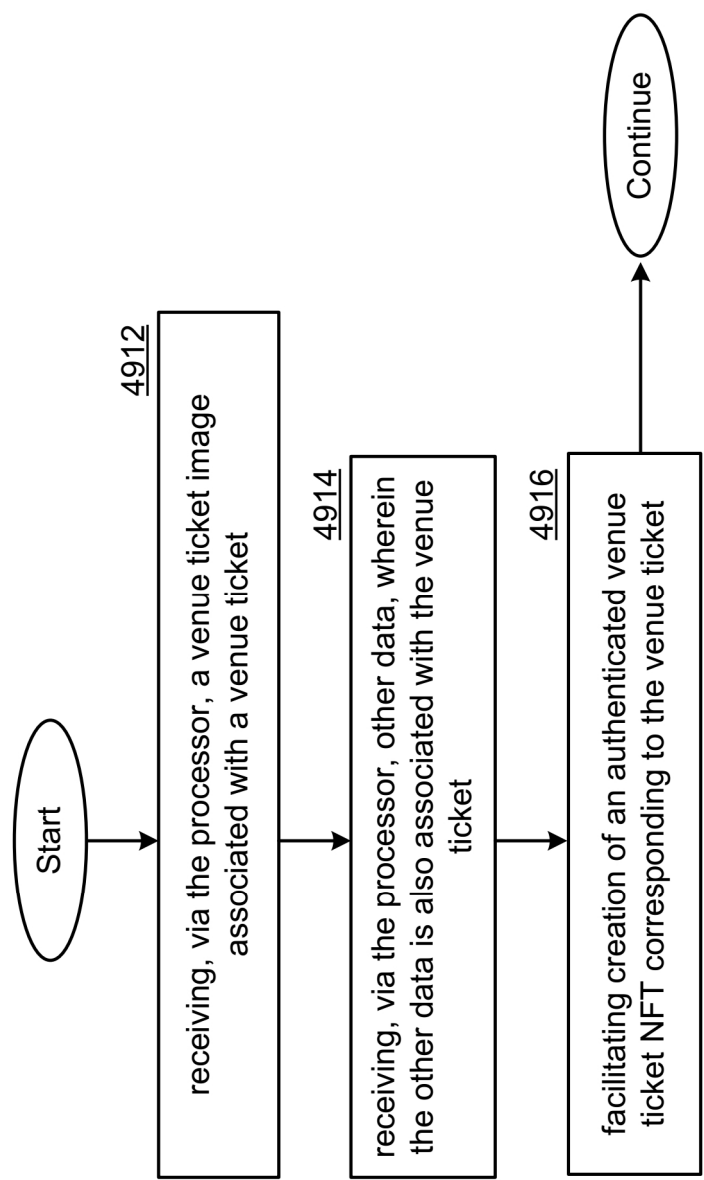 Start
4912
receiving, via the processor, a venue ticket image
associated with a venue ticket
4914
receiving, via the processor, other data, wherein
the other data is also associated with the venue
ticket
4916
facilitating creation of an authenticated venue
ticket NFT corresponding to the venue ticket
Continue